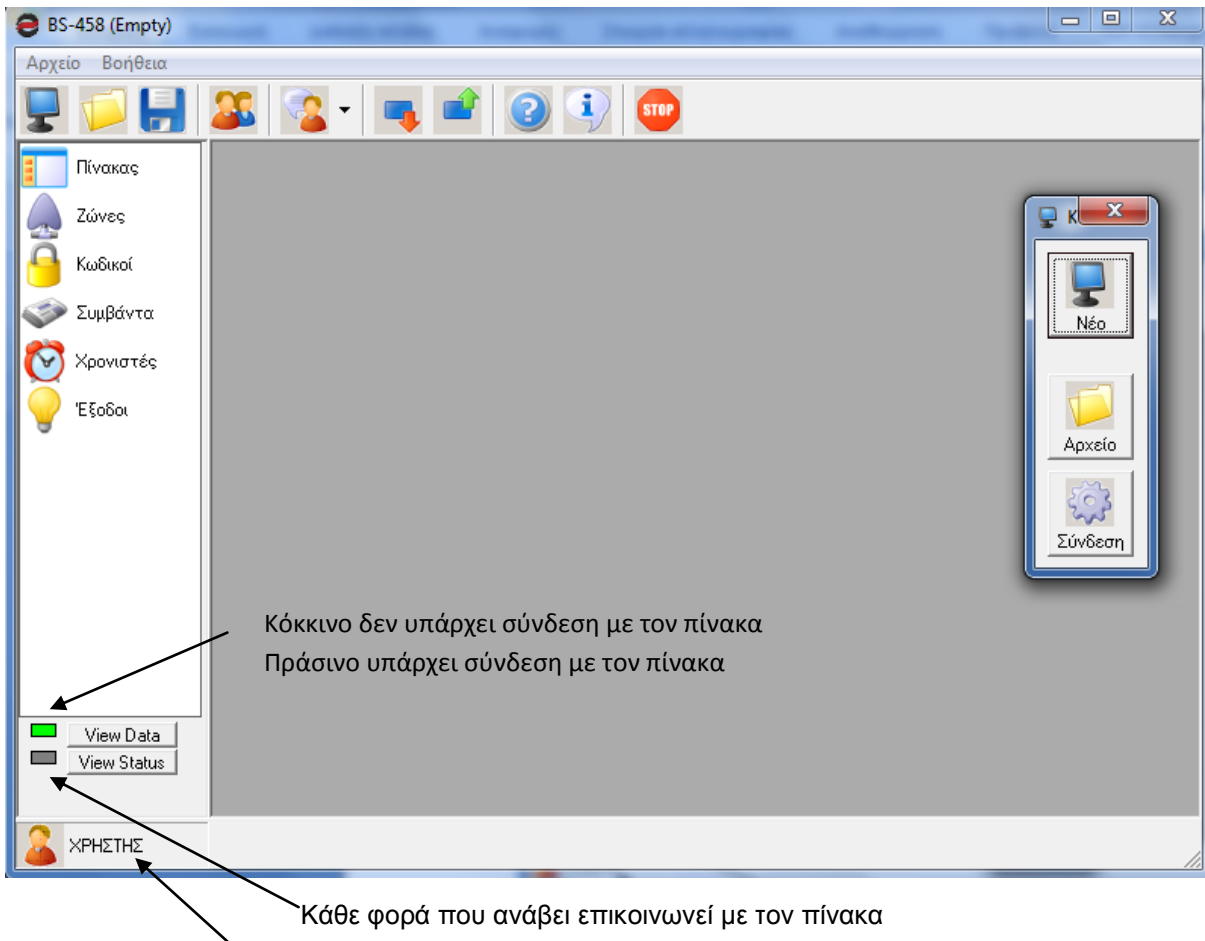 BS-458 (Empty)
Αρχείο Βοήθεια
STOP
Πίνακας
Ζώνες
Κωδικοί
Συμβάντα
Χρονιστές
Έξοδοι
Κ
Νέο
Αρχείο
Σύνδεση
Κόκκινο δεν υπάρχει σύνδεση με τον πίνακα
Πράσινο υπάρχει σύνδεση με τον πίνακα
View Data
View Status
ΧΡΗΣΤΗΣ
Κάθε φορά που ανάβει επικοινωνεί με τον πίνακα